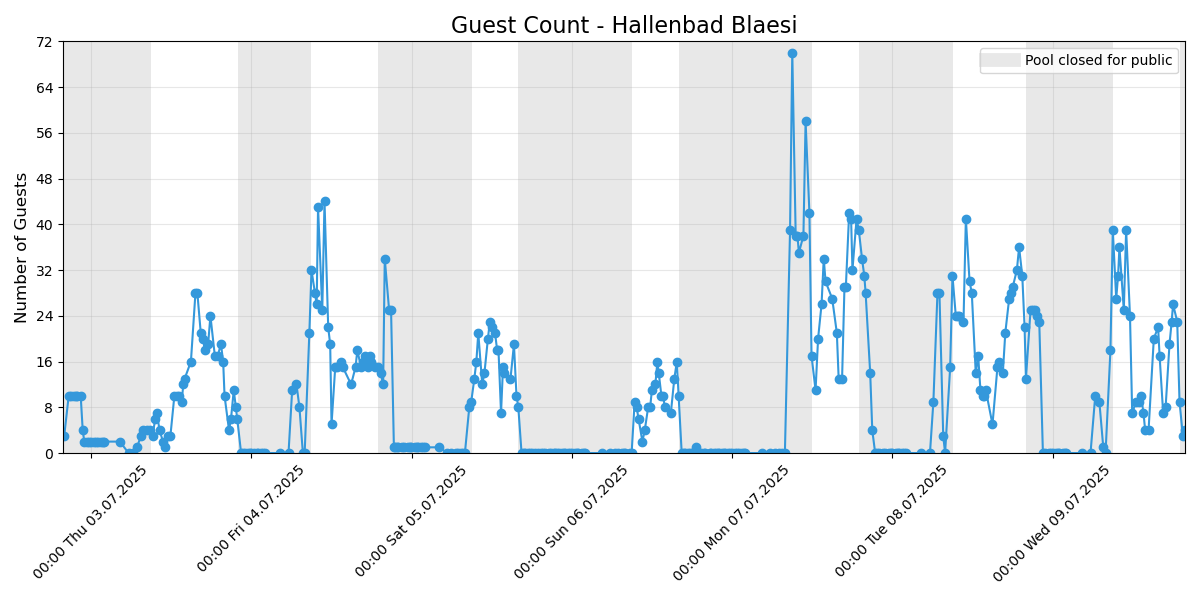 Guest Count - Hallenbad Blaesi
Pool closed for public
Number of Guests
72
64
56
48
40
32
24
16
8
0
00:00 Thu 03.07.2025
00:00 Fri 04.07.2025
00:00 Sat 05.07.2025
00:00 Sun 06.07.2025
00:00 Mon 07.07.2025
00:00 Tue 08.07.2025
00:00 Wed 09.07.2025